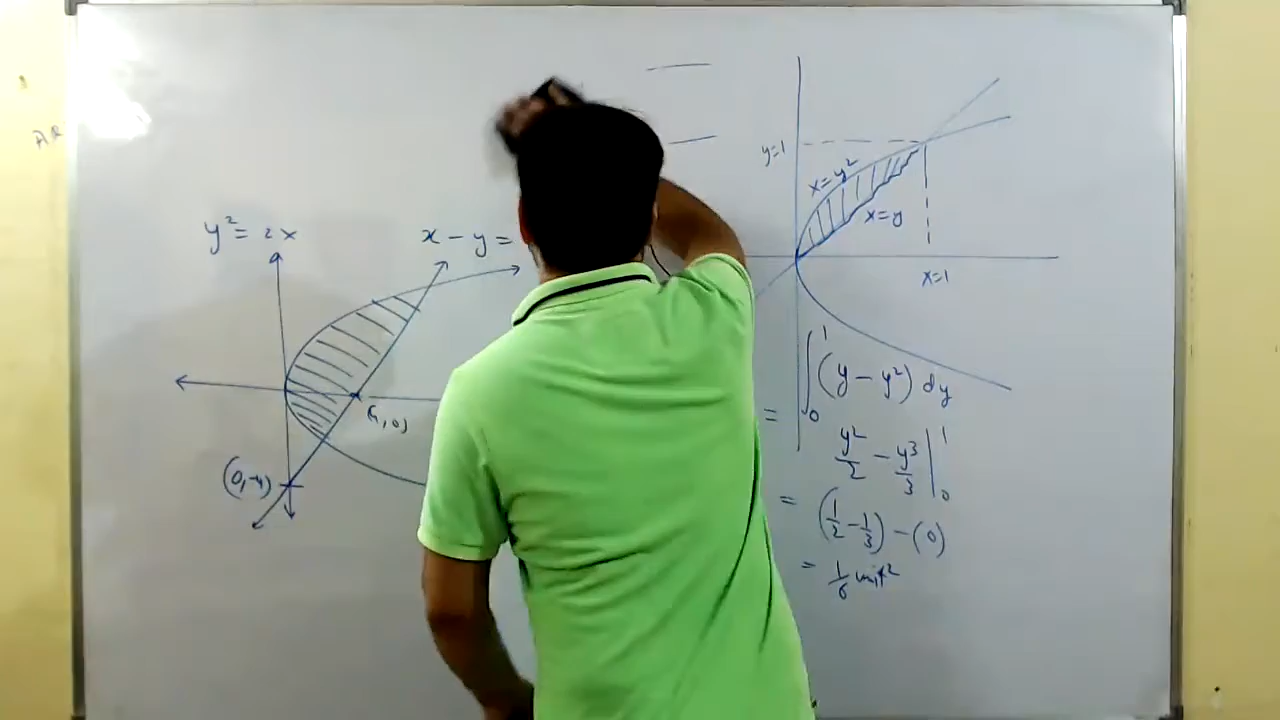 y² = 2x
x - y =
(4,0)
(0,-4)
y=1
x=y²
x=y
x=1
= ∫₀¹ (y - y²) dy
y²/2 - y³/3 |₀¹
= (1/2 - 1/3) - (0)
= 1/6 unit²